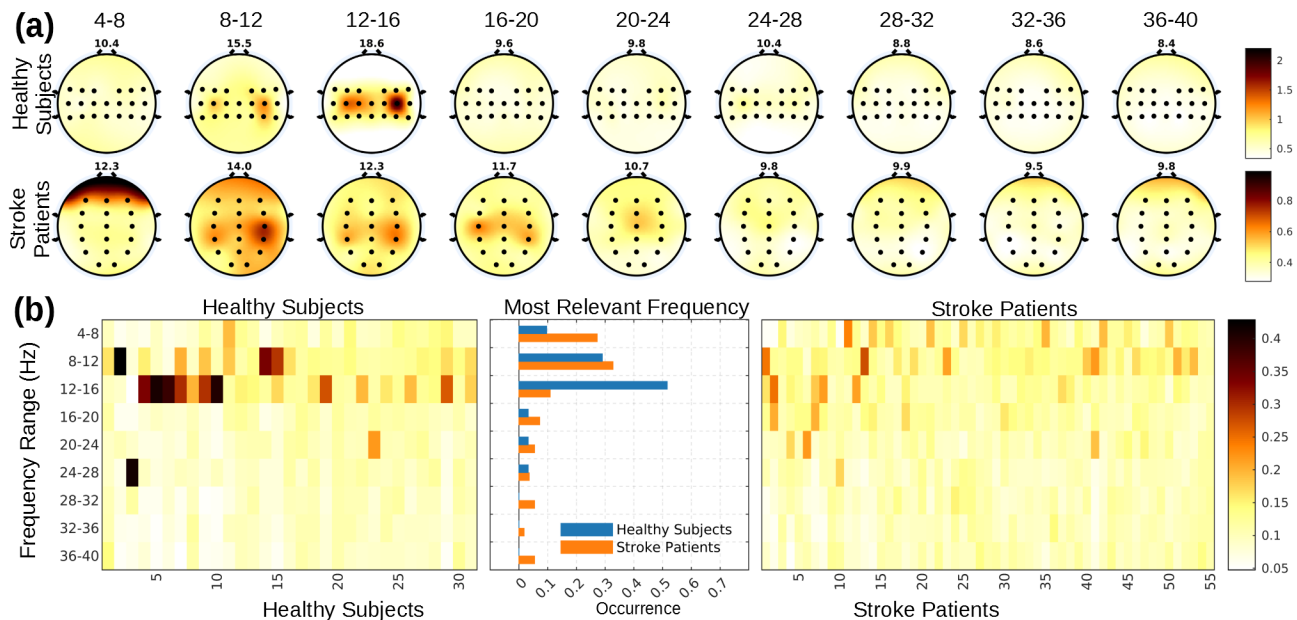 (a)
4-8 8-12 12-16 16-20 20-24 24-28 28-32 32-36 36-40
10.4 15.5 18.6 9.6 9.8 10.4 8.8 8.6 8.4
Healthy
Subjects
2
1.5
1
0.5
12.3 14.0 12.3 11.7 10.7 9.8 9.9 9.5 9.8
Stroke
Patients
0.8
0.6
0.4
(b)
Healthy Subjects
Most Relevant Frequency
Stroke Patients
Frequency Range (Hz)
4-8
8-12
12-16
16-20
20-24
24-28
28-32
32-36
36-40
5 10 15 20 25 30
Healthy Subjects
Healthy Subjects
Stroke Patients
0 0.1 0.2 0.3 0.4 0.5 0.6 0.7
Occurrence
5 10 15 20 25 30 35 40 45 50 55
Stroke Patients
0.4
0.35
0.3
0.25
0.2
0.15
0.1
0.05